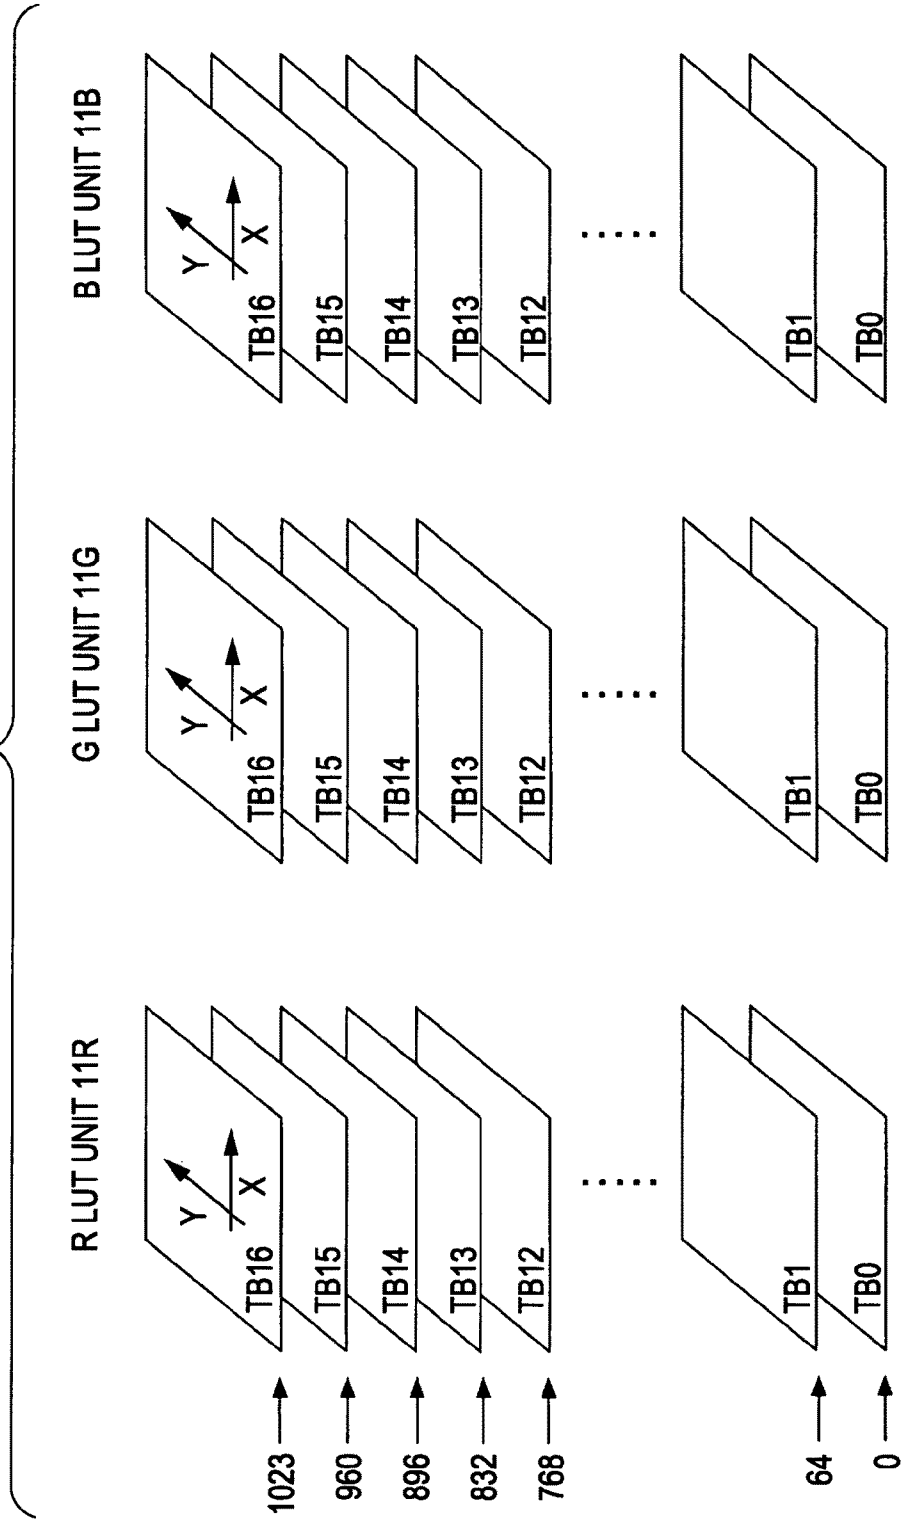 R LUT UNIT 11R
G LUT UNIT 11G
B LUT UNIT 11B
1023
960
896
832
768
64
0
Y
X
TB16
TB15
TB14
TB13
TB12
.....
TB1
TB0
Y
X
TB16
TB15
TB14
TB13
TB12
.....
TB1
TB0
Y
X
TB16
TB15
TB14
TB13
TB12
.....
TB1
TB0